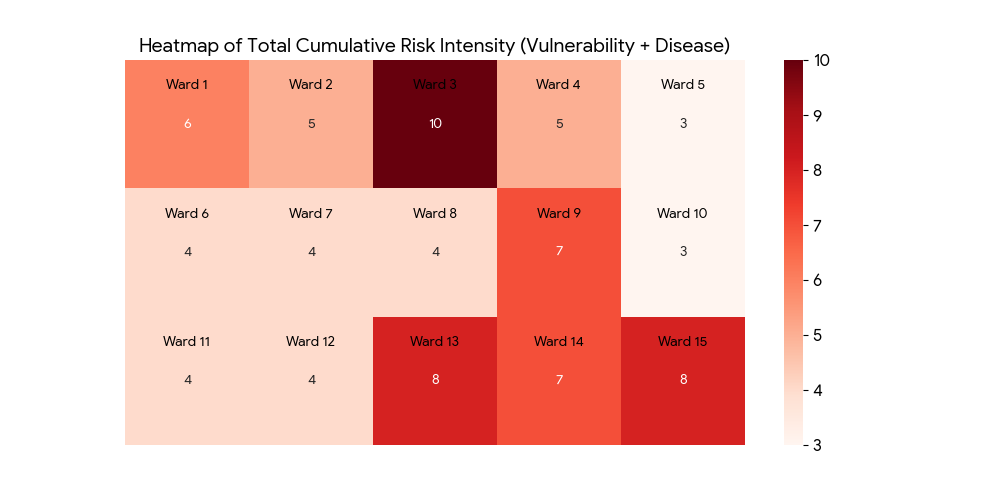 Heatmap of Total Cumulative Risk Intensity (Vulnerability + Disease)
Ward 1 Ward 2 Ward 3 Ward 4 Ward 5
6 5 10 5 3
Ward 6 Ward 7 Ward 8 Ward 9 Ward 10
4 4 4 7 3
Ward 11 Ward 12 Ward 13 Ward 14 Ward 15
4 4 8 7 8
10
9
8
7
6
5
4
3